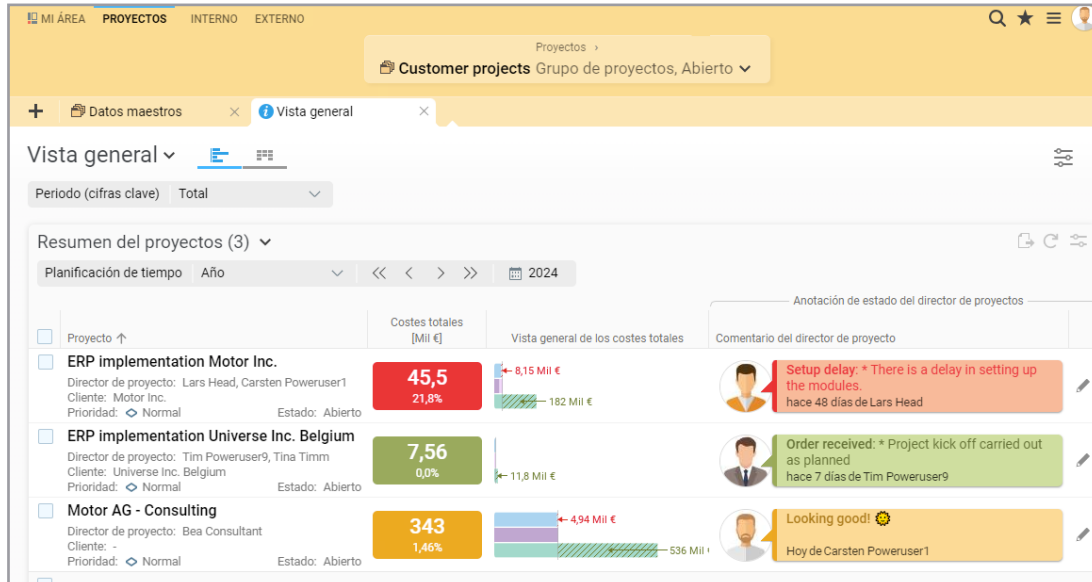 MI ÁREA PROYECTOS INTERNO EXTERNO
Proyectos ›
Customer projects Grupo de proyectos, Abierto
+ Datos maestros × Vista general ×
Vista general
Periodo (cifras clave) Total
Resumen del proyectos (3)
Planificación de tiempo Año 2024
Anotación de estado del director de proyectos
Proyecto ↑ Costes totales [Mil €] Vista general de los costes totales Comentario del director de proyecto
ERP implementation Motor Inc.
Director de proyecto: Lars Head, Carsten Poweruser1
Cliente: Motor Inc.
Prioridad: Normal Estado: Abierto
45,5
21,8%
8,15 Mil €
182 Mil €
Setup delay: * There is a delay in setting up
the modules.
hace 48 días de Lars Head
ERP implementation Universe Inc. Belgium
Director de proyecto: Tim Poweruser9, Tina Timm
Cliente: Universe Inc. Belgium
Prioridad: Normal Estado: Abierto
7,56
0,0%
11,8 Mil €
Order received: * Project kick off carried out
as planned
hace 7 días de Tim Poweruser9
Motor AG - Consulting
Director de proyecto: Bea Consultant
Cliente: -
Prioridad: Normal Estado: Abierto
343
1,46%
4,94 Mil €
536 Mil
Looking good! 🌞
Hoy de Carsten Poweruser1